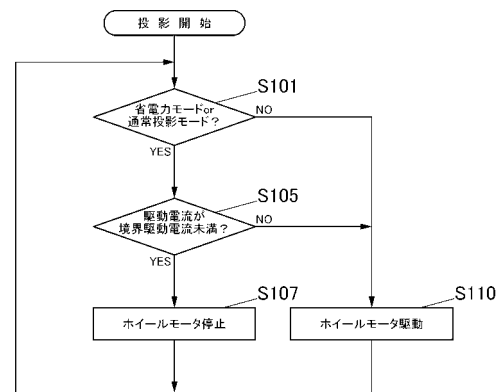 投影開始
S101
省電力モードor
通常投影モード？
NO
YES
S105
駆動電流が
境界駆動電流未満？
NO
YES
S107
ホイールモータ停止
S110
ホイールモータ駆動